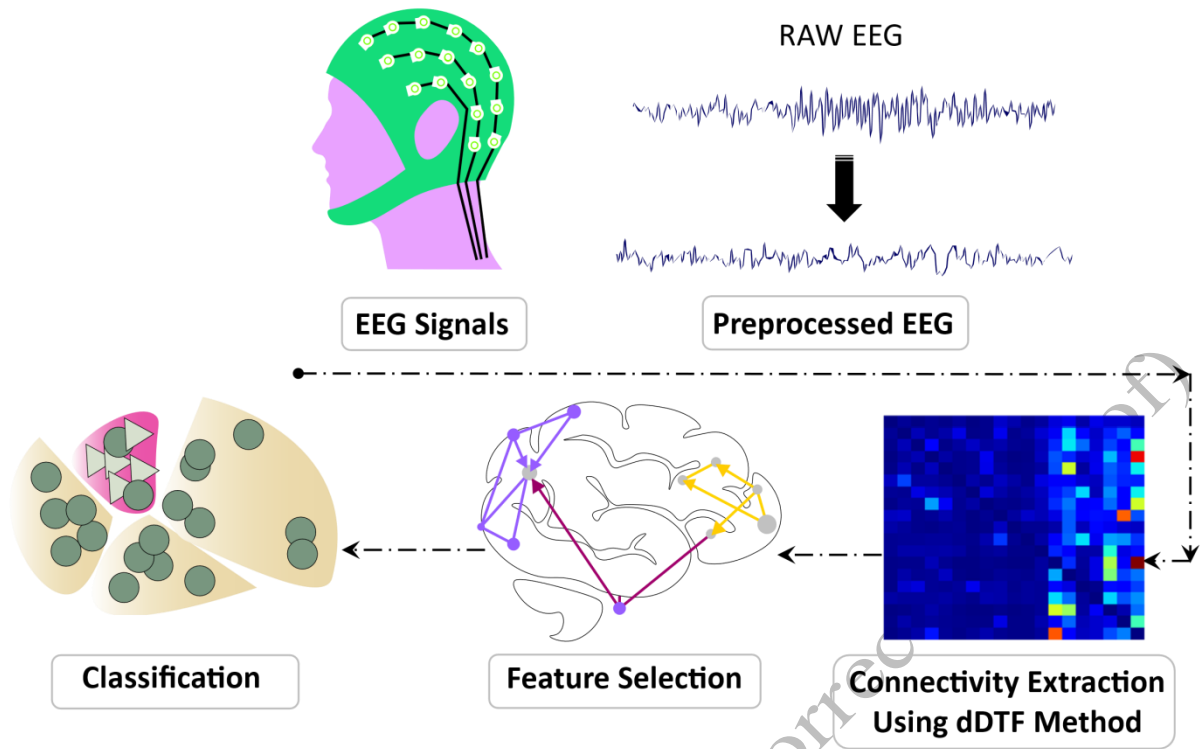 RAW EEG
EEG Signals
Preprocessed EEG
Classification
Feature Selection
Connectivity Extraction
Using dDTF Method